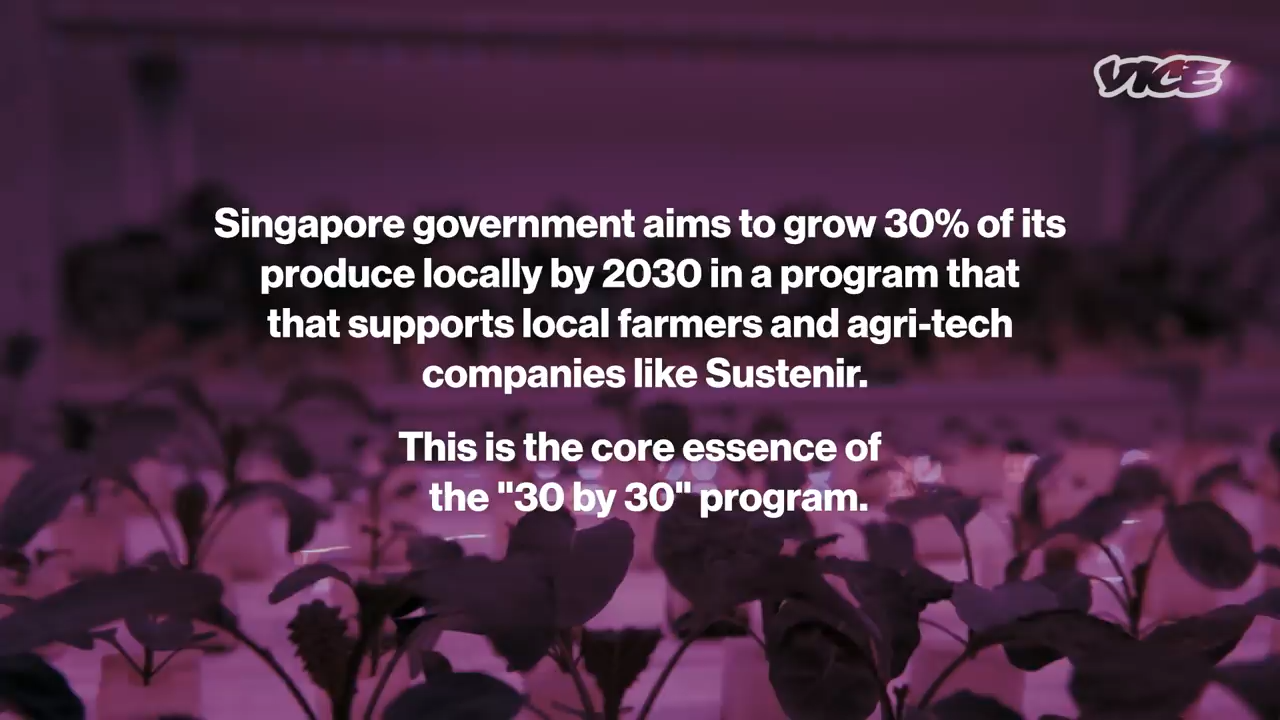 VICE
Singapore government aims to grow 30% of its
produce locally by 2030 in a program that
that supports local farmers and agri-tech
companies like Sustenir.
This is the core essence of
the "30 by 30" program.